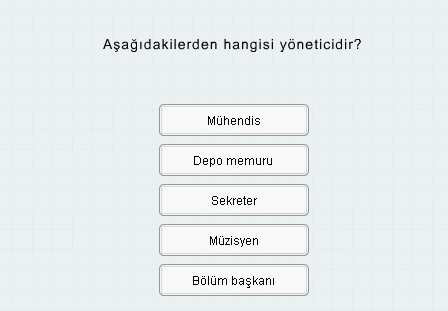 Aşağıdakilerden hangisi yöneticidir?
Mühendis
Depo memuru
Sekreter
Müzisyen
Bölüm başkanı